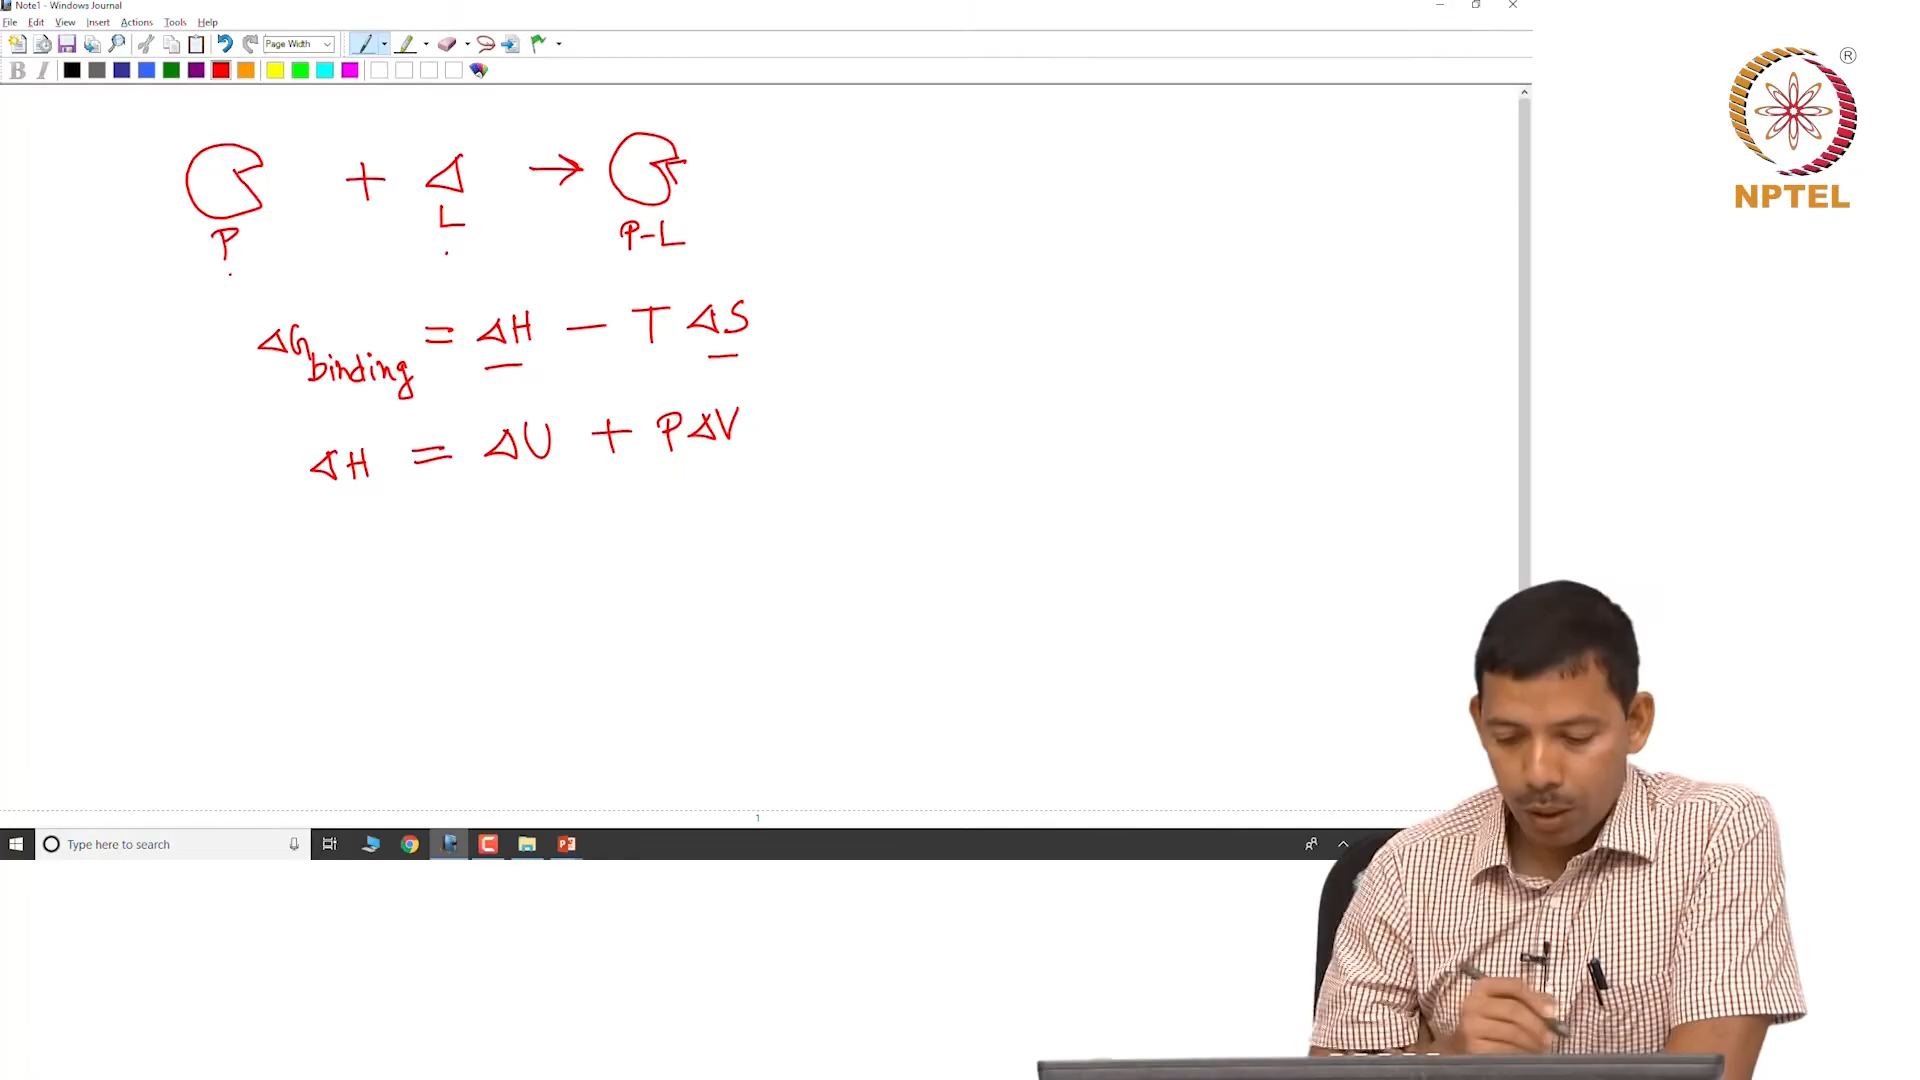 Note1 - Windows Journal
File Edit View Insert Actions Tools Help
Page Width
B I
®
NPTEL
+ →
P L P-L
ΔG binding = ΔH - T ΔS
ΔH = ΔU + PΔV
1
Type here to search